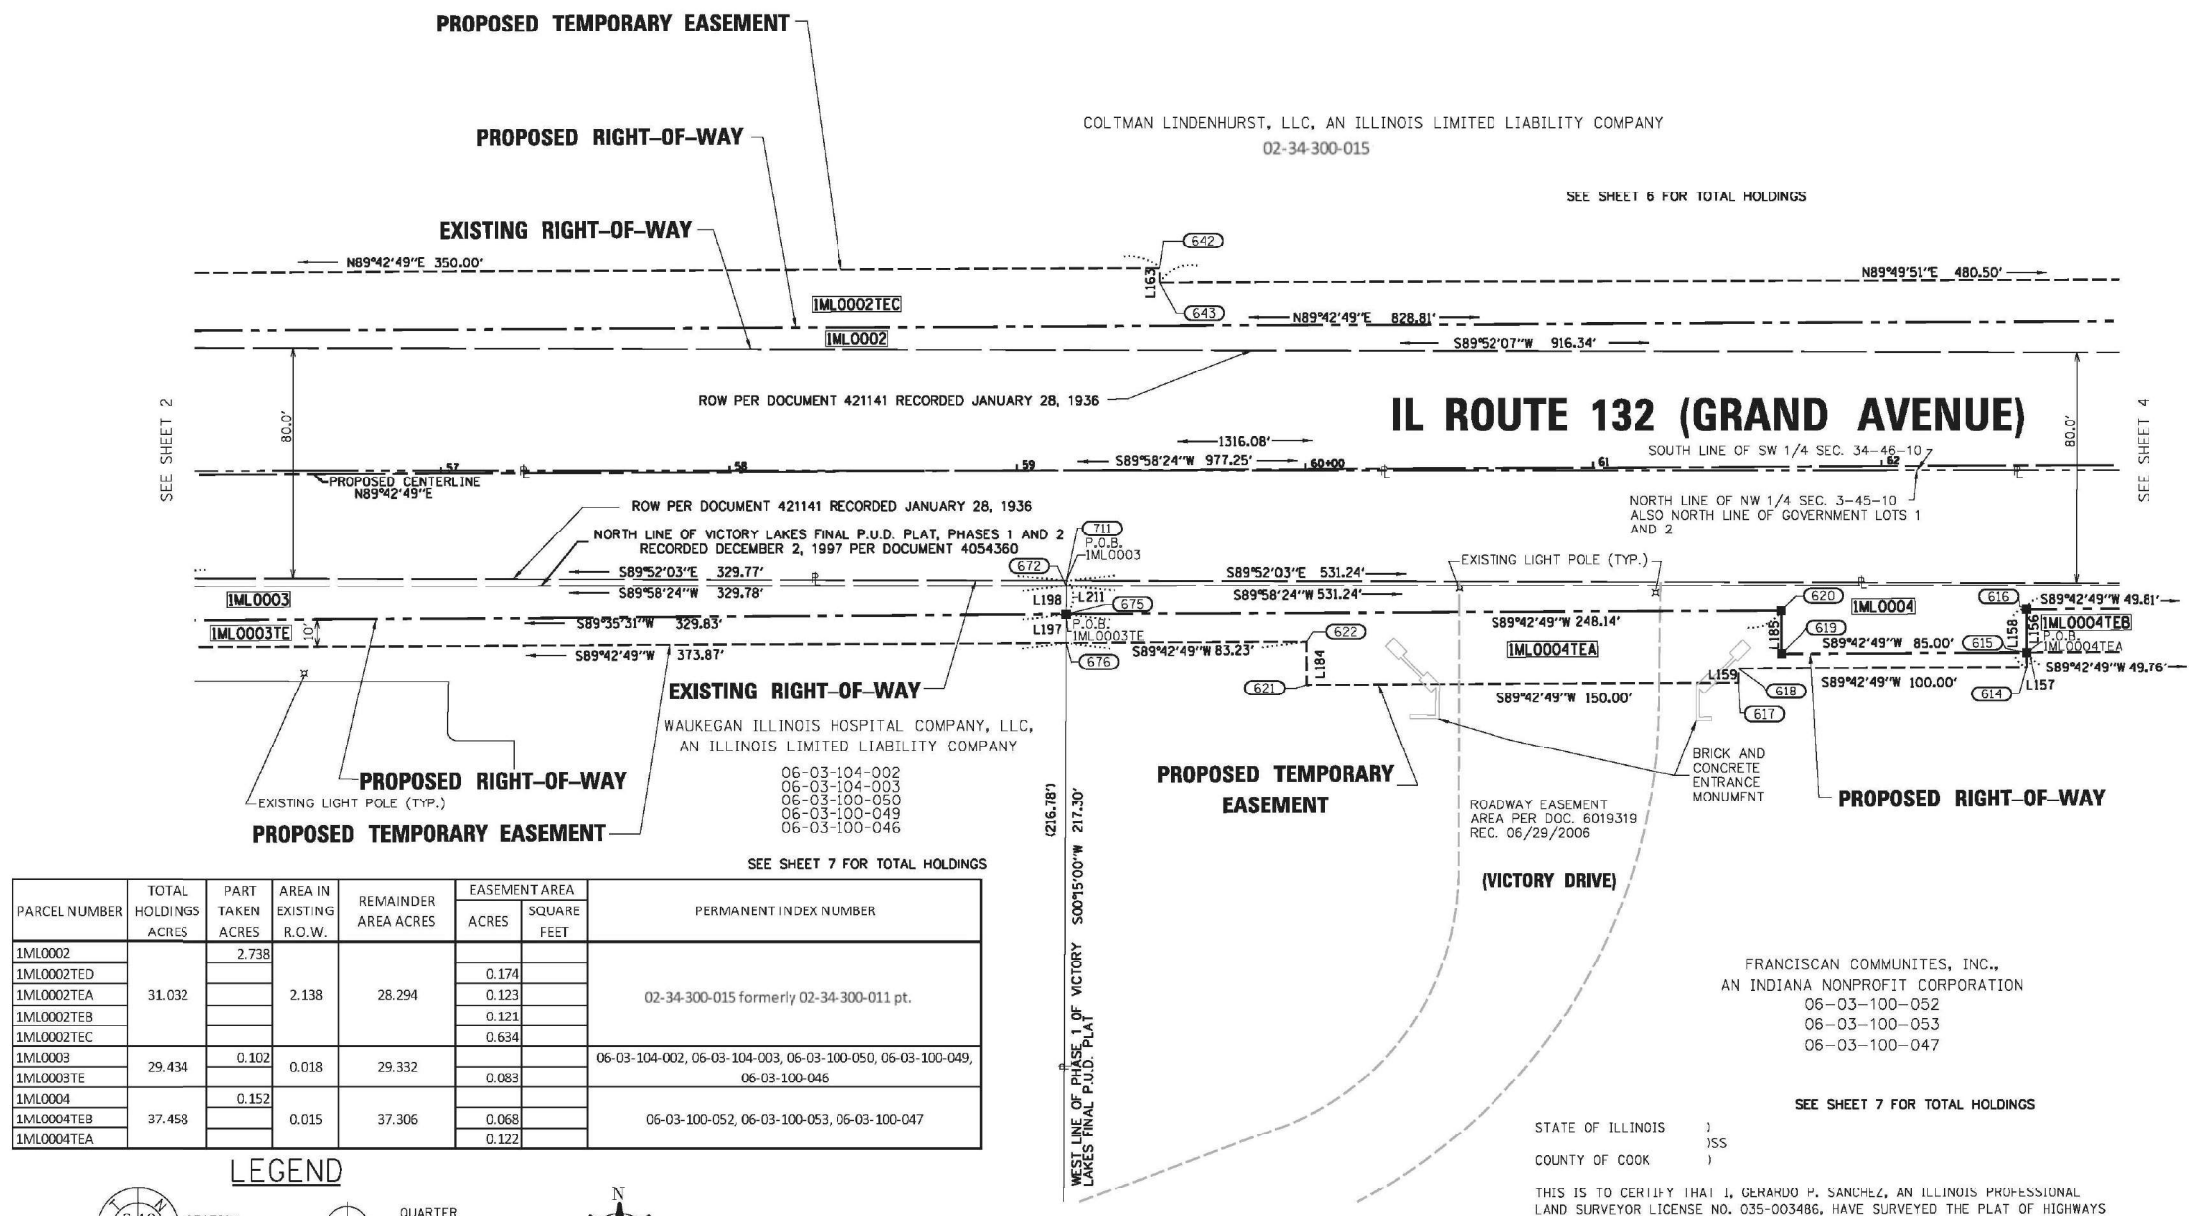 PROPOSED TEMPORARY EASEMENT
COLTMAN LINDENHURST, LLC, AN ILLINOIS LIMITED LIABILITY COMPANY
02-34-300-015
PROPOSED RIGHT-OF-WAY
SEE SHEET 6 FOR TOTAL HOLDINGS
EXISTING RIGHT-OF-WAY
642
N89°42'49"E 350.00'
L163
N89°49'51"E 480.50'
1ML0002TEC
643
N89°42'49"E 828.81'
1ML0002
S89°52'07"W 916.34'
SEE SHEET 2
80.0'
ROW PER DOCUMENT 421141 RECORDED JANUARY 28, 1936
IL ROUTE 132 (GRAND AVENUE)
80.0'
SEE SHEET 4
1316.08'
SOUTH LINE OF SW 1/4 SEC. 34-46-10
S89°58'24"W 977.25'
57
58
59
60+00
61
62
PROPOSED CENTERLINE
N89°42'49"E
ROW PER DOCUMENT 421141 RECORDED JANUARY 28, 1936
NORTH LINE OF NW 1/4 SEC. 3-45-10
ALSO NORTH LINE OF GOVERNMENT LOTS 1
AND 2
NORTH LINE OF VICTORY LAKES FINAL P.U.D. PLAT, PHASES 1 AND 2
RECORDED DECEMBER 2, 1997 PER DOCUMENT 4054360
711
P.O.B.
1ML0003
672
EXISTING LIGHT POLE (TYP.)
S89°52'03"E 329.77'
S89°52'03"E 531.24'
S89°58'24"W 329.78'
S89°58'24"W 531.24'
1ML0003
L198
L211
675
620
1ML0004
616
S89°42'49"W 49.81'
1ML0003TE
10'
S89°35'31"W 329.83'
L197
P.O.B.
1ML0003TE
622
S89°42'49"W 248.14'
L185
619
L158
L156
1ML0004TEB
P.O.B.
1ML0004TEA
S89°42'49"W 373.87'
676
S89°42'49"W 83.23'
1ML0004TEA
S89°42'49"W 85.00'
615
S89°42'49"W 49.76'
EXISTING RIGHT-OF-WAY
621
L184
S89°42'49"W 150.00'
L159
618
617
S89°42'49"W 100.00'
614
L157
WAUKEGAN ILLINOIS HOSPITAL COMPANY, LLC,
AN ILLINOIS LIMITED LIABILITY COMPANY
06-03-104-002
06-03-104-003
06-03-100-050
06-03-100-049
06-03-100-046
PROPOSED RIGHT-OF-WAY
EXISTING LIGHT POLE (TYP.)
PROPOSED TEMPORARY EASEMENT
SEE SHEET 7 FOR TOTAL HOLDINGS
PROPOSED TEMPORARY
EASEMENT
BRICK AND
CONCRETE
ENTRANCE
MONUMENT
PROPOSED RIGHT-OF-WAY
ROADWAY EASEMENT
AREA PER DOC. 6019319
REC. 06/29/2006
(VICTORY DRIVE)
(216.78')
S00°15'00"W 217.30'
WEST LINE OF PHASE 1 OF VICTORY
LAKES FINAL P.U.D. PLAT
PARCEL NUMBER TOTAL HOLDINGS ACRES PART TAKEN ACRES AREA IN EXISTING R.O.W. REMAINDER AREA ACRES EASEMENT AREA ACRES SQUARE FEET PERMANENT INDEX NUMBER
1ML0002 2.738
1ML0002TED 0.174
1ML0002TEA 31.032 2.138 28.294 0.123 02-34-300-015 formerly 02-34-300-011 pt.
1ML0002TEB 0.121
1ML0002TEC 0.634
1ML0003 29.434 0.102 0.018 29.332 06-03-104-002, 06-03-104-003, 06-03-100-050, 06-03-100-049,
1ML0003TE 0.083 06-03-100-046
1ML0004 0.152
1ML0004TEB 37.458 0.015 37.306 0.068 06-03-100-052, 06-03-100-053, 06-03-100-047
1ML0004TEA 0.122
FRANCISCAN COMMUNITES, INC.,
AN INDIANA NONPROFIT CORPORATION
06-03-100-052
06-03-100-053
06-03-100-047
SEE SHEET 7 FOR TOTAL HOLDINGS
STATE OF ILLINOIS )
)SS
COUNTY OF COOK )
THIS IS TO CERTIFY THAT I, GERARDO P. SANCHEZ, AN ILLINOIS PROFESSIONAL
LAND SURVEYOR LICENSE NO. 035-003486, HAVE SURVEYED THE PLAT OF HIGHWAYS
LEGEND
N
QUARTER